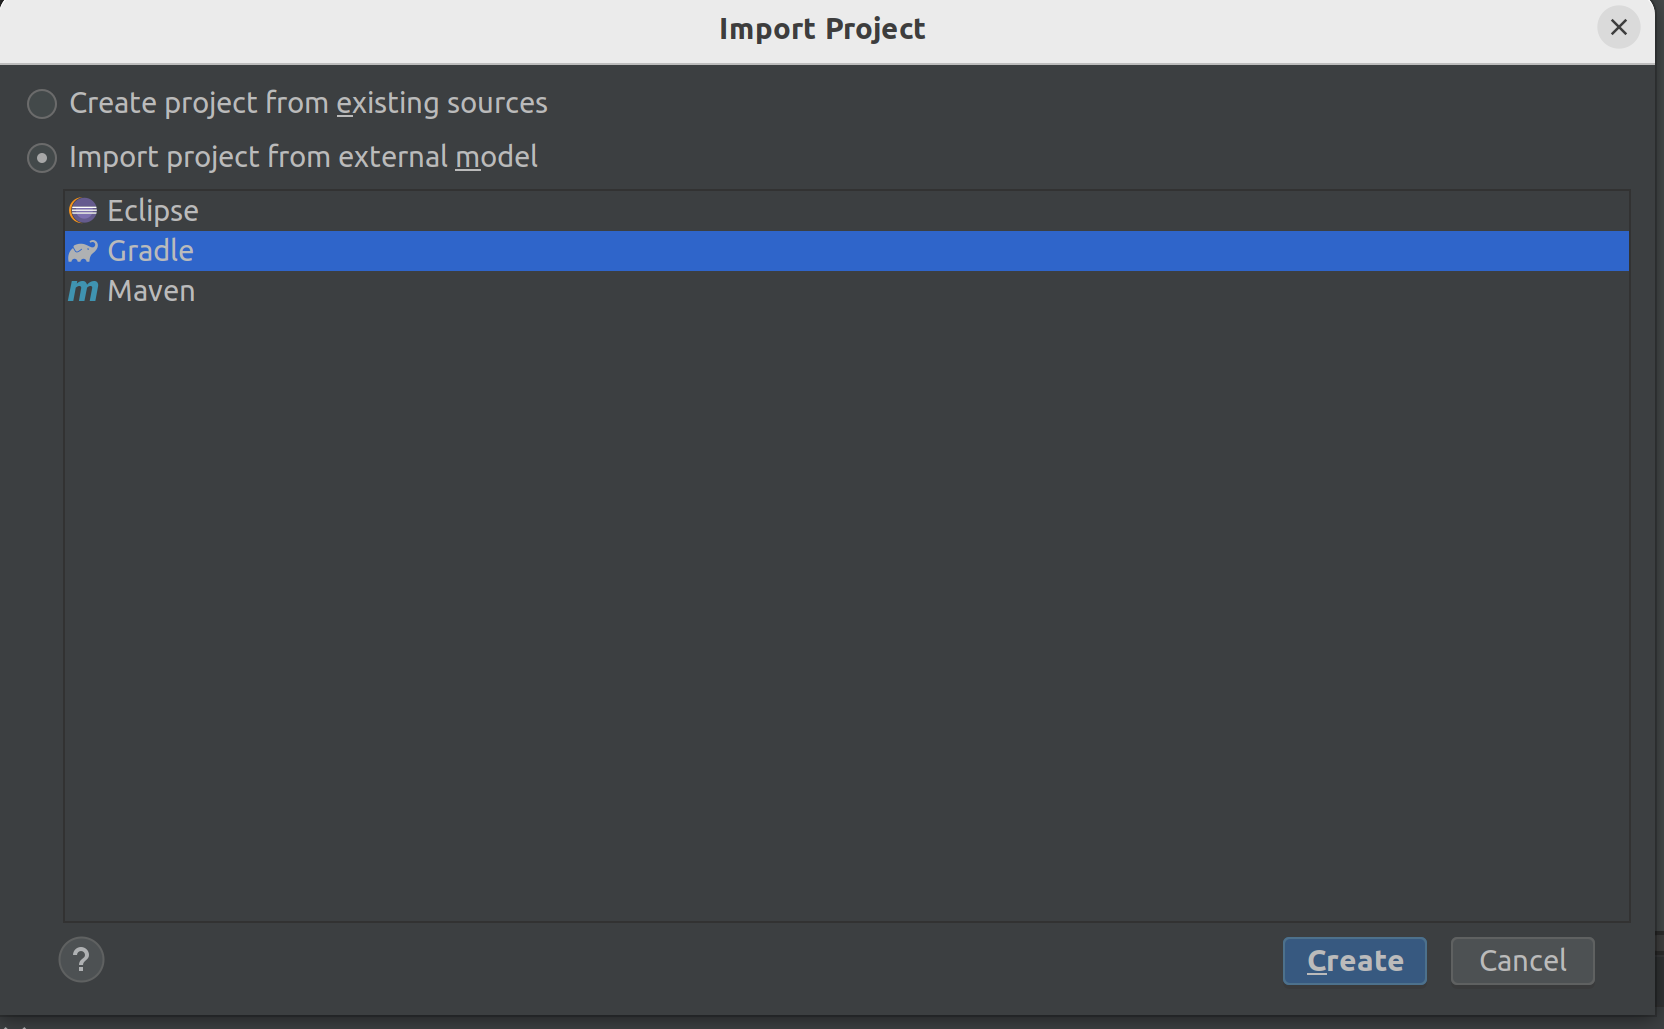 Import Project
Create project from existing sources
Import project from external model
Eclipse
Gradle
m Maven
?
Create
Cancel